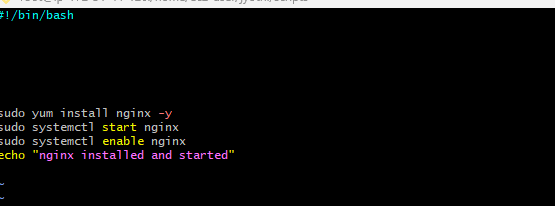 #!/bin/bash
sudo yum install nginx -y
sudo systemctl start nginx
sudo systemctl enable nginx
echo "nginx installed and started"
~
~